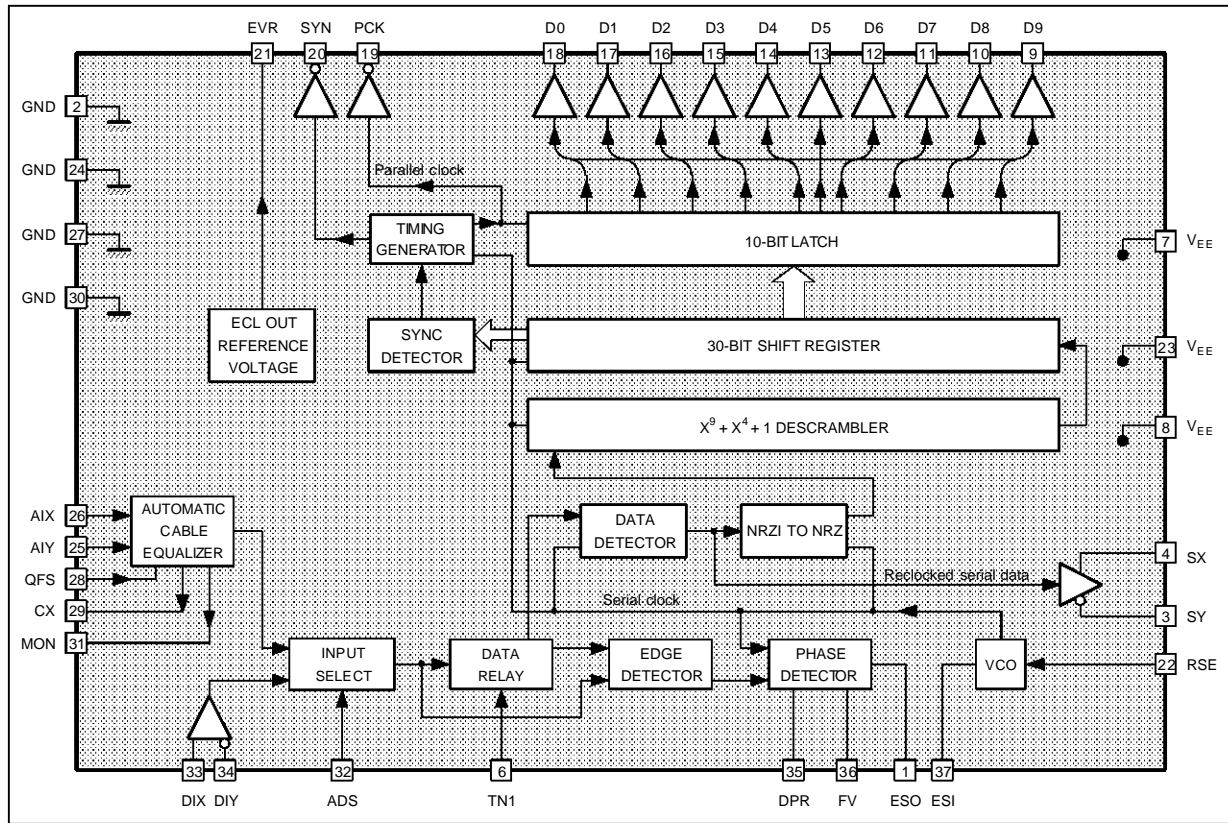 EVR SYN PCK D0 D1 D2 D3 D4 D5 D6 D7 D8 D9
21 20 19 18 17 16 15 14 13 12 11 10 9
GND 2
GND 24
Parallel clock
GND 27
TIMING
GENERATOR
10-BIT LATCH
7 VEE
GND 30
ECL OUT
REFERENCE
VOLTAGE
SYNC
DETECTOR
30-BIT SHIFT REGISTER
23 VEE
X⁹ + X⁴ + 1 DESCRAMBLER
8 VEE
AIX 26
AIY 25
QFS 28
CX 29
MON 31
AUTOMATIC
CABLE
EQUALIZER
DATA
DETECTOR
NRZI TO NRZ
Reclocked serial data
4 SX
3 SY
Serial clock
INPUT
SELECT
DATA
RELAY
EDGE
DETECTOR
PHASE
DETECTOR
VCO
22 RSE
33 34 32 6 35 36 1 37
DIX DIY ADS TN1 DPR FV ESO ESI